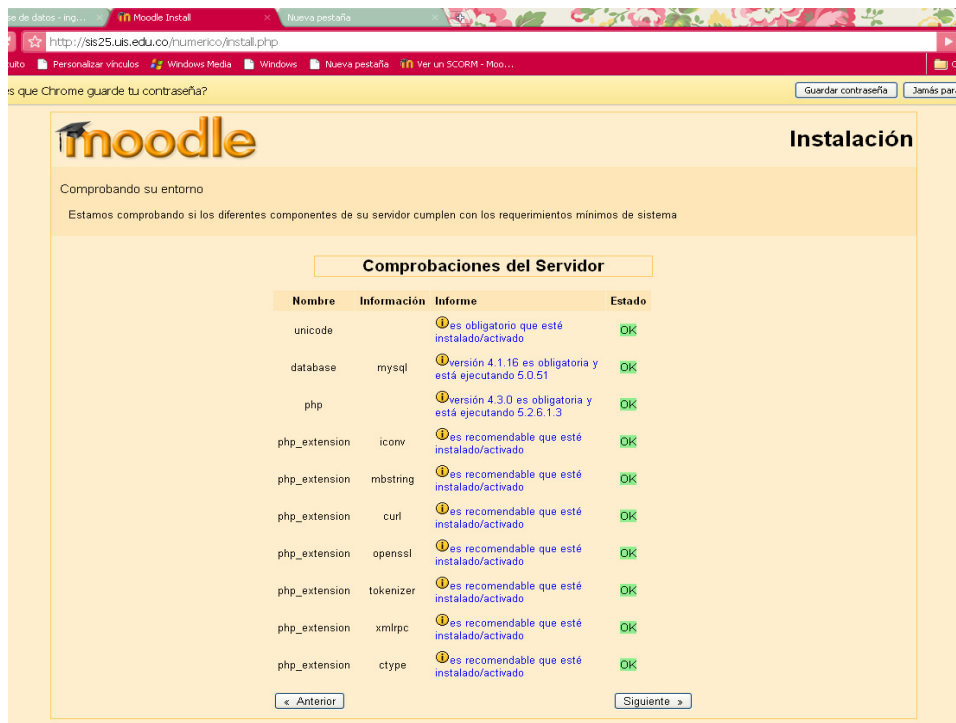 se de datos - ing... × Moodle Install × Nueva pestaña ×
http://sis25.uis.edu.co/numerico/install.php
Personalizar vínculos Windows Media Windows Nueva pestaña Ver un SCORM - Moo...
es que Chrome guarde tu contraseña? Guardar contraseña Jamás par
moodle Instalación
Comprobando su entorno
Estamos comprobando si los diferentes componentes de su servidor cumplen con los requerimientos mínimos de sistema
Comprobaciones del Servidor
Nombre Información Informe Estado
unicode es obligatorio que esté OK
instalado/activado
database mysql versión 4.1.16 es obligatoria y OK
está ejecutando 5.0.51
php versión 4.3.0 es obligatoria y OK
está ejecutando 5.2.6.1.3
php_extension iconv es recomendable que esté OK
instalado/activado
php_extension mbstring es recomendable que esté OK
instalado/activado
php_extension curl es recomendable que esté OK
instalado/activado
php_extension openssl es recomendable que esté OK
instalado/activado
php_extension tokenizer es recomendable que esté OK
instalado/activado
php_extension xmlrpc es recomendable que esté OK
instalado/activado
php_extension ctype es recomendable que esté OK
instalado/activado
« Anterior Siguiente »